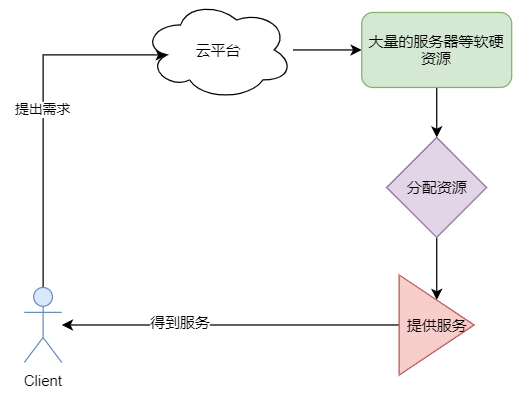 云平台
大量的服务器等软硬
资源
提出需求
分配资源
得到服务
提供服务
Client